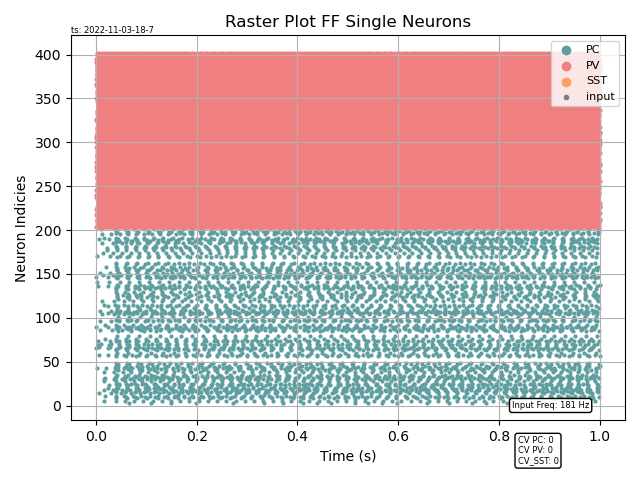 Raster Plot FF Single Neurons
ts: 2022-11-03-18-7
PC
PV
SST
input
400
350
300
250
200
150
100
50
0
Neuron Indicies
Input Freq: 181 Hz
0.0 0.2 0.4 0.6 0.8 1.0
Time (s)
CV PC: 0
CV PV: 0
CV_SST: 0